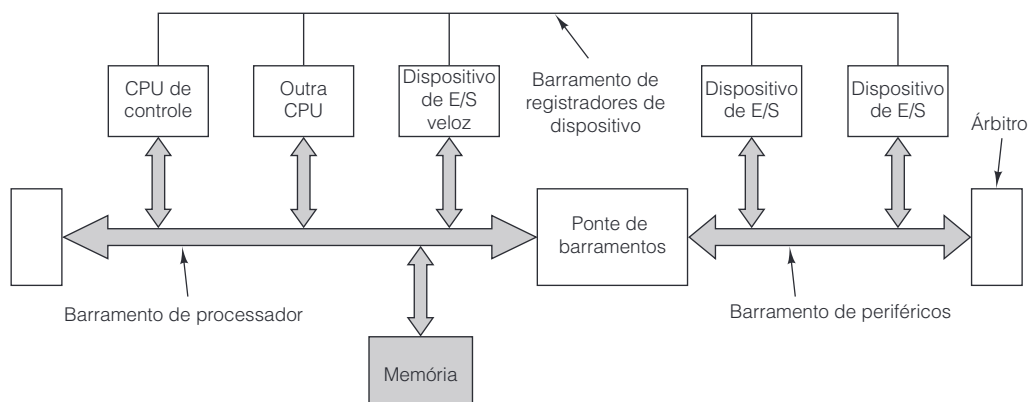 CPU de
controle
Outra
CPU
Dispositivo
de E/S
veloz
Barramento de
registradores de
dispositivo
Dispositivo
de E/S
Dispositivo
de E/S
Árbitro
Ponte de
barramentos
Barramento de processador
Barramento de periféricos
Memória